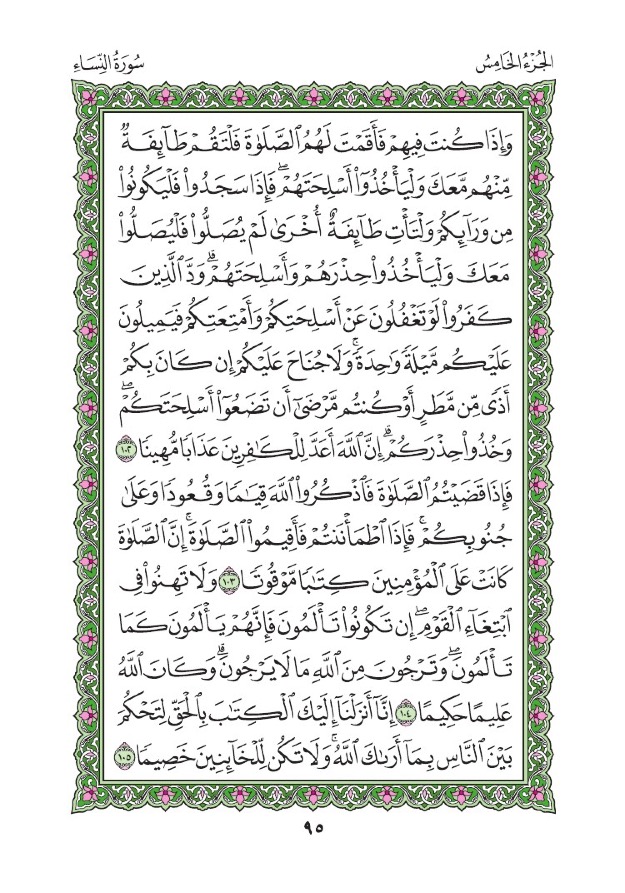 الجُزْءُ الخَامِسُ
سُورَةُ النِّسَاءِ
وَإِذَا كُنتَ فِيهِمْ فَأَقَمْتَ لَهُمُ ٱلصَّلَوٰةَ فَلْتَقُمْ طَآئِفَةٌ
مِّنْهُم مَّعَكَ وَلْيَأْخُذُوٓا۟ أَسْلِحَتَهُمْ ۖ فَإِذَا سَجَدُوا۟ فَلْيَكُونُوا۟
مِن وَرَآئِكُمْ وَلْتَأْتِ طَآئِفَةٌ أُخْرَىٰ لَمْ يُصَلُّوا۟ فَلْيُصَلُّوا۟
مَعَكَ وَلْيَأْخُذُوا۟ حِذْرَهُمْ وَأَسْلِحَتَهُمْ ۗ وَدَّ ٱلَّذِينَ
كَفَرُوا۟ لَوْ تَغْفُلُونَ عَنْ أَسْلِحَتِكُمْ وَأَمْتِعَتِكُمْ فَيَمِيلُونَ
عَلَيْكُم مَّيْلَةً وَٰحِدَةً ۚ وَلَا جُنَاحَ عَلَيْكُمْ إِن كَانَ بِكُمْ
أَذًى مِّن مَّطَرٍ أَوْ كُنتُم مَّرْضَىٰٓ أَن تَضَعُوٓا۟ أَسْلِحَتَكُمْ ۖ
وَخُذُوا۟ حِذْرَكُمْ ۗ إِنَّ ٱللَّهَ أَعَدَّ لِلْكَٰفِرِينَ عَذَابًا مُّهِينًا ١٠٢
فَإِذَا قَضَيْتُمُ ٱلصَّلَوٰةَ فَٱذْكُرُوا۟ ٱللَّهَ قِيَٰمًا وَقُعُودًا وَعَلَىٰ
جُنُوبِكُمْ ۚ فَإِذَا ٱطْمَأْنَنتُمْ فَأَقِيمُوا۟ ٱلصَّلَوٰةَ ۚ إِنَّ ٱلصَّلَوٰةَ
كَانَتْ عَلَى ٱلْمُؤْمِنِينَ كِتَٰبًا مَّوْقُوتًا ١٠٣ وَلَا تَهِنُوا۟ فِى
ٱبْتِغَآءِ ٱلْقَوْمِ ۖ إِن تَكُونُوا۟ تَأْلَمُونَ فَإِنَّهُمْ يَأْلَمُونَ كَمَا
تَأْلَمُونَ ۖ وَتَرْجُونَ مِنَ ٱللَّهِ مَا لَا يَرْجُونَ ۗ وَكَانَ ٱللَّهُ
عَلِيمًا حَكِيمًا ١٠٤ إِنَّآ أَنزَلْنَآ إِلَيْكَ ٱلْكِتَٰبَ بِٱلْحَقِّ لِتَحْكُمَ
بَيْنَ ٱلنَّاسِ بِمَآ أَرَىٰكَ ٱللَّهُ ۚ وَلَا تَكُن لِّلْخَآئِنِينَ خَصِيمًا ١٠٥
٩٥